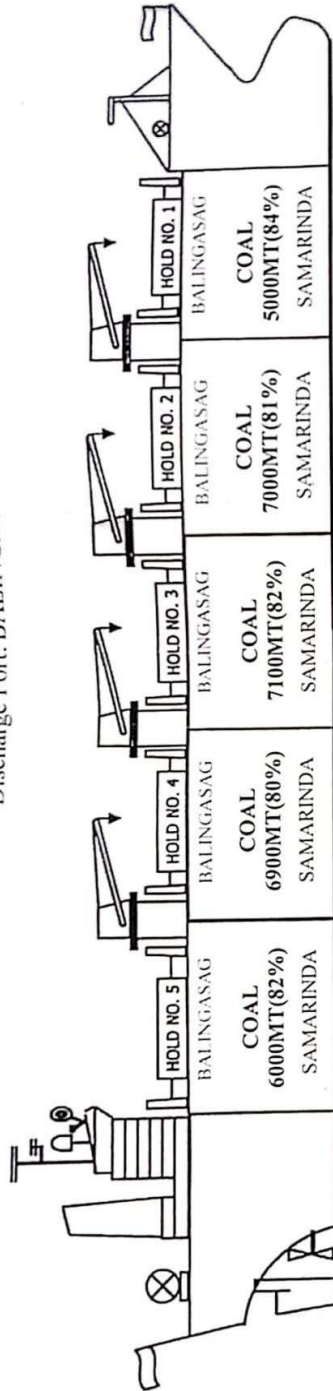 Discharge Port:
HOLD NO. 5
BALINGASAG
COAL
6000MT(82%)
SAMARINDA
HOLD NO. 4
BALINGASAG
COAL
6900MT(80%)
SAMARINDA
HOLD NO. 3
BALINGASAG
COAL
7100MT(82%)
SAMARINDA
HOLD NO. 2
BALINGASAG
COAL
7000MT(81%)
SAMARINDA
HOLD NO. 1
BALINGASAG
COAL
5000MT(84%)
SAMARINDA